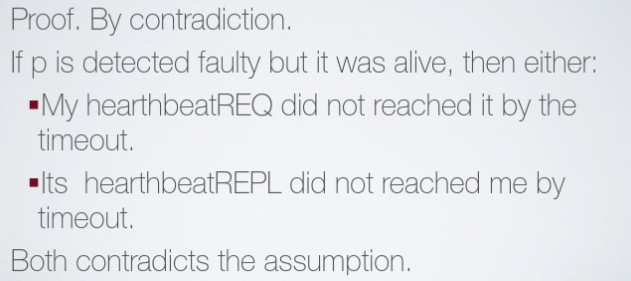 Proof. By contradiction.
If p is detected faulty but it was alive, then either:
▪My hearthbeatREQ did not reached it by the
timeout.
▪Its hearthbeatREPL did not reached me by
timeout.
Both contradicts the assumption.